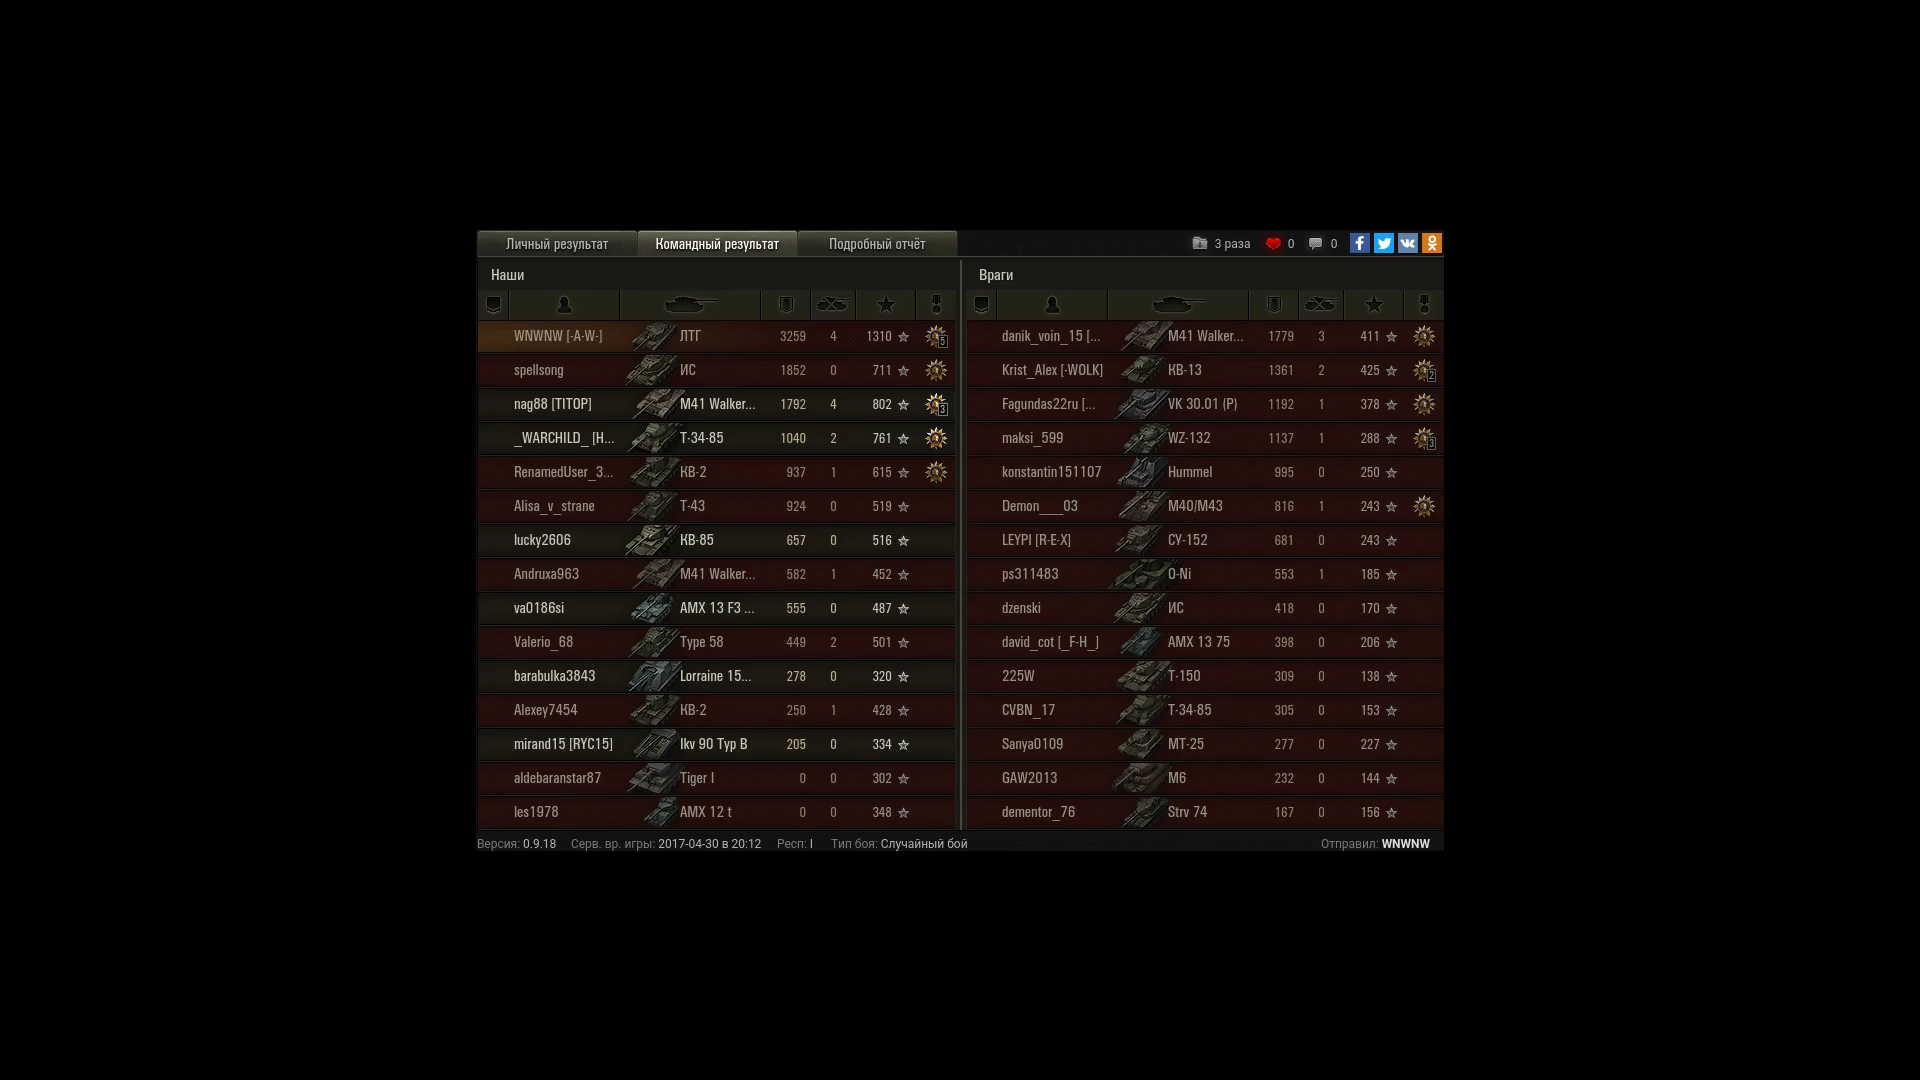 Личный результат Командный результат Подробный отчёт 3 раза 0 0
Наши Враги
WNWNW [-A-W-] ЛТГ 3259 4 1310 5 danik_voin_15 [... M41 Walker... 1779 3 411
spellsong ИС 1852 0 711 Krist_Alex [-WOLK] КВ-13 1361 2 425 2
nag88 [TITOP] M41 Walker... 1792 4 802 3 Fagundas22ru [... VK 30.01 (P) 1192 1 378
_WARCHILD_ [H... Т-34-85 1040 2 761 maksi_599 WZ-132 1137 1 288 3
RenamedUser_3... КВ-2 937 1 615 konstantin151107 Hummel 995 0 250
Alisa_v_strane Т-43 924 0 519 Demon___03 M40/M43 816 1 243
lucky2606 КВ-85 657 0 516 LEYPI [R-E-X] СУ-152 681 0 243
Andruxa963 M41 Walker... 582 1 452 ps311483 O-Ni 553 1 185
va0186si AMX 13 F3 ... 555 0 487 dzenski ИС 418 0 170
Valerio_68 Type 58 449 2 501 david_cot [_F-H_] AMX 13 75 398 0 206
barabulka3843 Lorraine 15... 278 0 320 225W Т-150 309 0 138
Alexey7454 КВ-2 250 1 428 CVBN_17 Т-34-85 305 0 153
mirand15 [RYC15] Ikv 90 Typ B 205 0 334 Sanya0109 МТ-25 277 0 227
aldebaranstar87 Tiger I 0 0 302 GAW2013 M6 232 0 144
les1978 AMX 12 t 0 0 348 dementor_76 Strv 74 167 0 156
Версия: 0.9.18 Серв. вр. игры: 2017-04-30 в 20:12 Респ: I Тип боя: Случайный бой Отправил: WNWNW